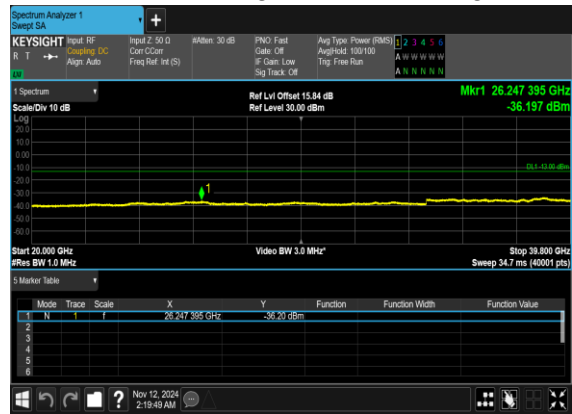 Spectrum Analyzer 1
Swept SA
+
KEYSIGHT Input: RF Input Z: 50 Ω #Atten: 30 dB PNO: Fast Avg Type: Power (RMS) 1 2 3 4 5 6
R T Coupling: DC Corr CCorr Gate: Off Avg|Hold: 100/100 A W W W W W
Align: Auto Freq Ref: Int (S) IF Gain: Low Trig: Free Run
Sig Track: Off A N N N N N
1 Spectrum
Ref Lvl Offset 15.84 dB Mkr1 26.247 395 GHz
Scale/Div 10 dB Ref Level 30.00 dBm -36.197 dBm
Log
20.0
10.0
0.00
-10.0
DL1 -13.00 dBm
-20.0
1
-30.0
-40.0
-50.0
-60.0
Start 20.000 GHz Video BW 3.0 MHz* Stop 39.800 GHz
#Res BW 1.0 MHz Sweep 34.7 ms (40001 pts)
5 Marker Table
Mode Trace Scale X Y Function Function Width Function Value
1 N 1 f 26.247 395 GHz -36.20 dBm
2
3
4
5
6
? Nov 12, 2024
2:19:49 AM